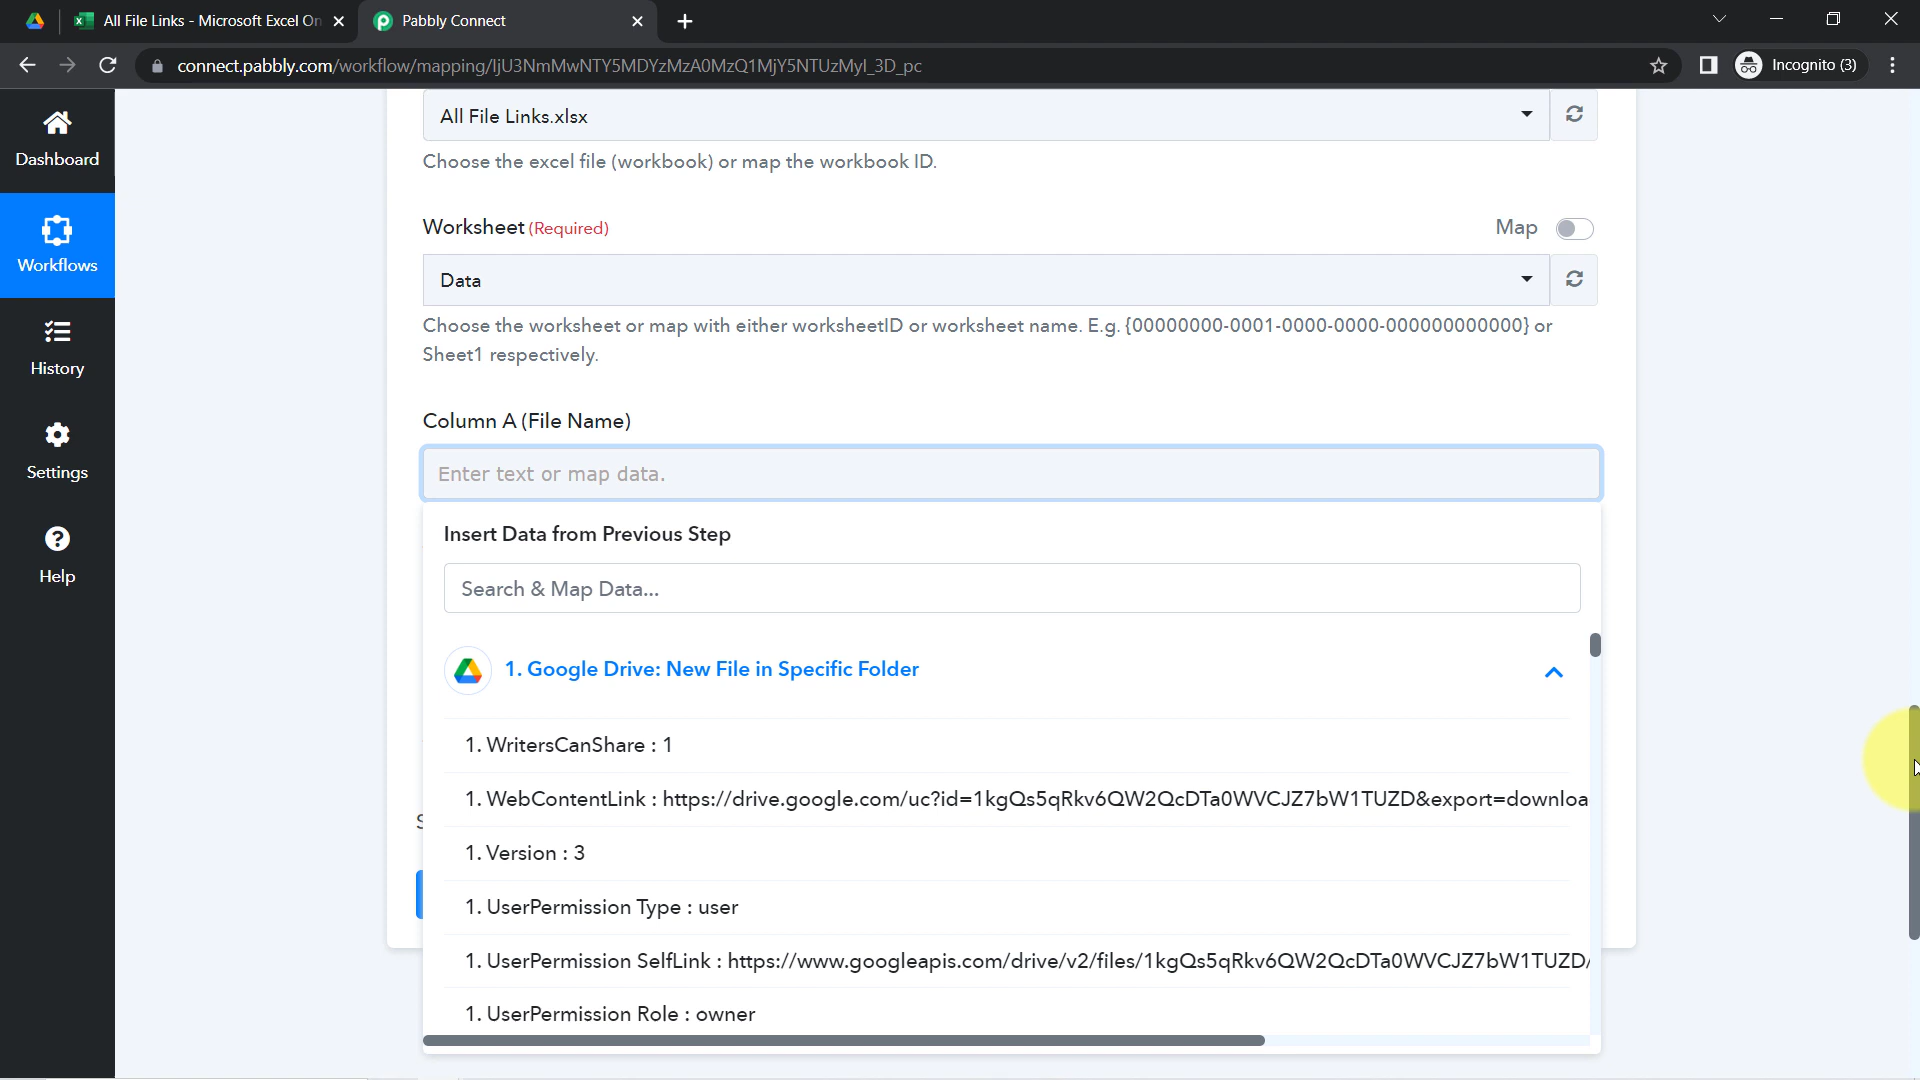 All File Links - Microsoft Excel On
Pabbly Connect
connect.pabbly.com/workflow/mapping/IjU3NmMwNTY5MDYzMzA0MzQ1MjY5NTUzMyI_3D_pc
Incognito (3)
Dashboard
Workflows
History
Settings
Help
All File Links.xlsx
Choose the excel file (workbook) or map the workbook ID.
Worksheet (Required)
Map
Data
Choose the worksheet or map with either worksheetID or worksheet name. E.g. {00000000-0001-0000-0000-000000000000} or
Sheet1 respectively.
Column A (File Name)
Enter text or map data.
Insert Data from Previous Step
Search & Map Data...
1. Google Drive: New File in Specific Folder
1. WritersCanShare : 1
1. WebContentLink : https://drive.google.com/uc?id=1kgQs5qRkv6QW2QcDTa0WVCJZ7bW1TUZD&export=downloa
1. Version : 3
1. UserPermission Type : user
1. UserPermission SelfLink : https://www.googleapis.com/drive/v2/files/1kgQs5qRkv6QW2QcDTa0WVCJZ7bW1TUZD/
1. UserPermission Role : owner